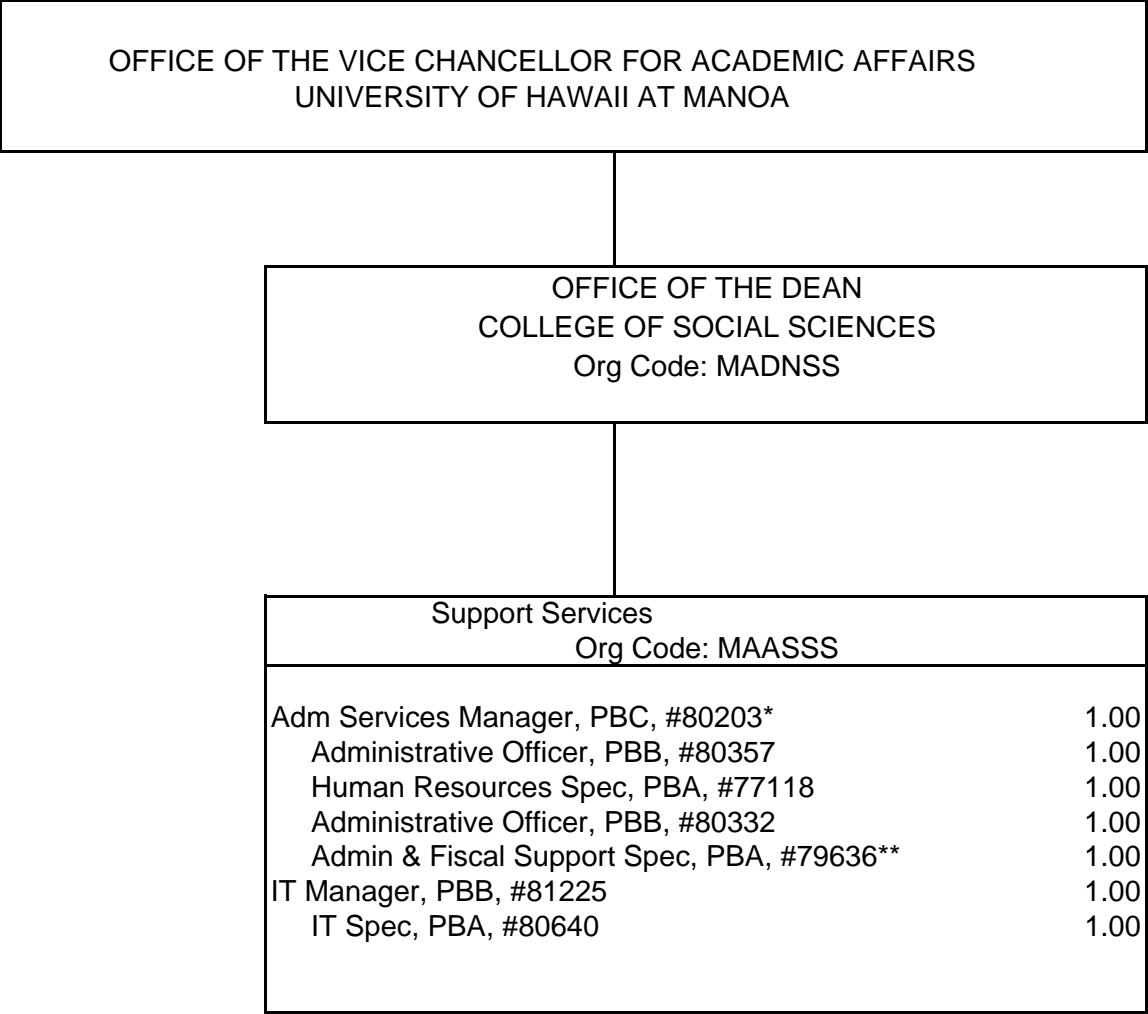 OFFICE OF THE VICE CHANCELLOR FOR ACADEMIC AFFAIRS
UNIVERSITY OF HAWAII AT MANOA
OFFICE OF THE DEAN
COLLEGE OF SOCIAL SCIENCES
Org Code: MADNSS
Support Services
Org Code: MAASSS
Adm Services Manager, PBC, #80203* 1.00
Administrative Officer, PBB, #80357 1.00
Human Resources Spec, PBA, #77118 1.00
Administrative Officer, PBB, #80332 1.00
Admin & Fiscal Support Spec, PBA, #79636** 1.00
IT Manager, PBB, #81225 1.00
IT Spec, PBA, #80640 1.00